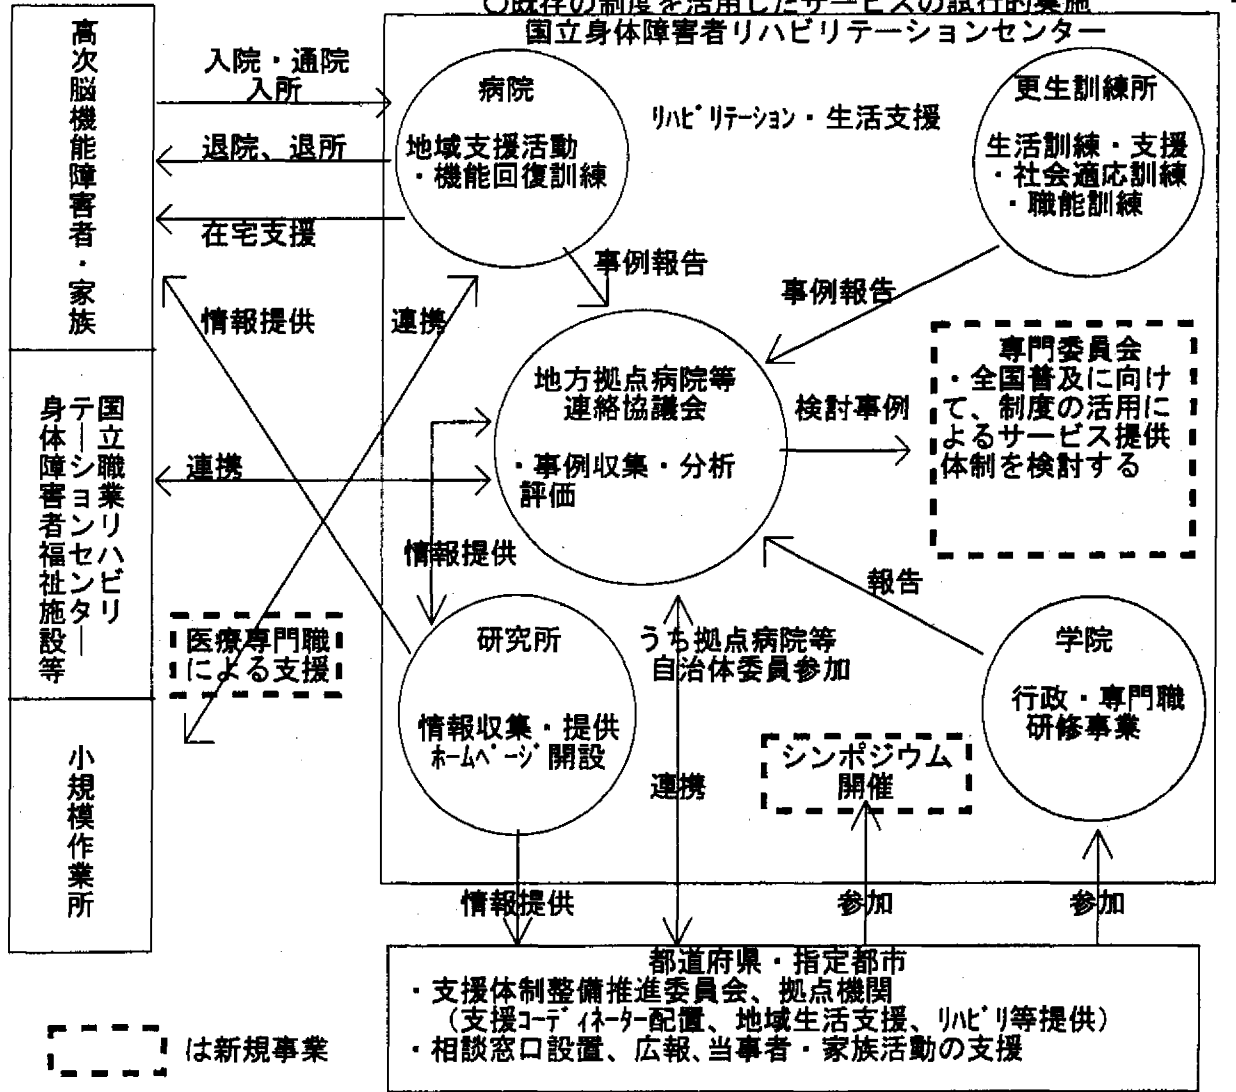 ○既存の制度を活用したサービスの試行的実施
国立身体障害者リハビリテーションセンター
高次脳機能障害者・家族
入院・通院
入所
退院、退所
在宅支援
病院
地域支援活動
・機能回復訓練
ﾘﾊﾋﾞﾘﾃｰｼｮﾝ・生活支援
更生訓練所
生活訓練・支援
・社会適応訓練
・職能訓練
事例報告
事例報告
情報提供
連携
地方拠点病院等
連絡協議会
・事例収集・分析
評価
検討事例
専門委員会
・全国普及に向け
て、制度の活用に
よるサービス提供
体制を検討する
国立職業リハビリ
テーションセンター
身体障害者福祉施設等
連携
情報提供
報告
医療専門職
による支援
研究所
情報収集・提供
ﾎｰﾑﾍﾟｰｼﾞ開設
うち拠点病院等
自治体委員参加
学院
行政・専門職
研修事業
小規模作業所
連携
シンポジウム
開催
情報提供
参加
参加
都道府県・指定都市
・支援体制整備推進委員会、拠点機関
（支援ｺｰﾃﾞｨﾈｰﾀｰ配置、地域生活支援、ﾘﾊﾋﾞﾘ等提供）
・相談窓口設置、広報、当事者・家族活動の支援
は新規事業